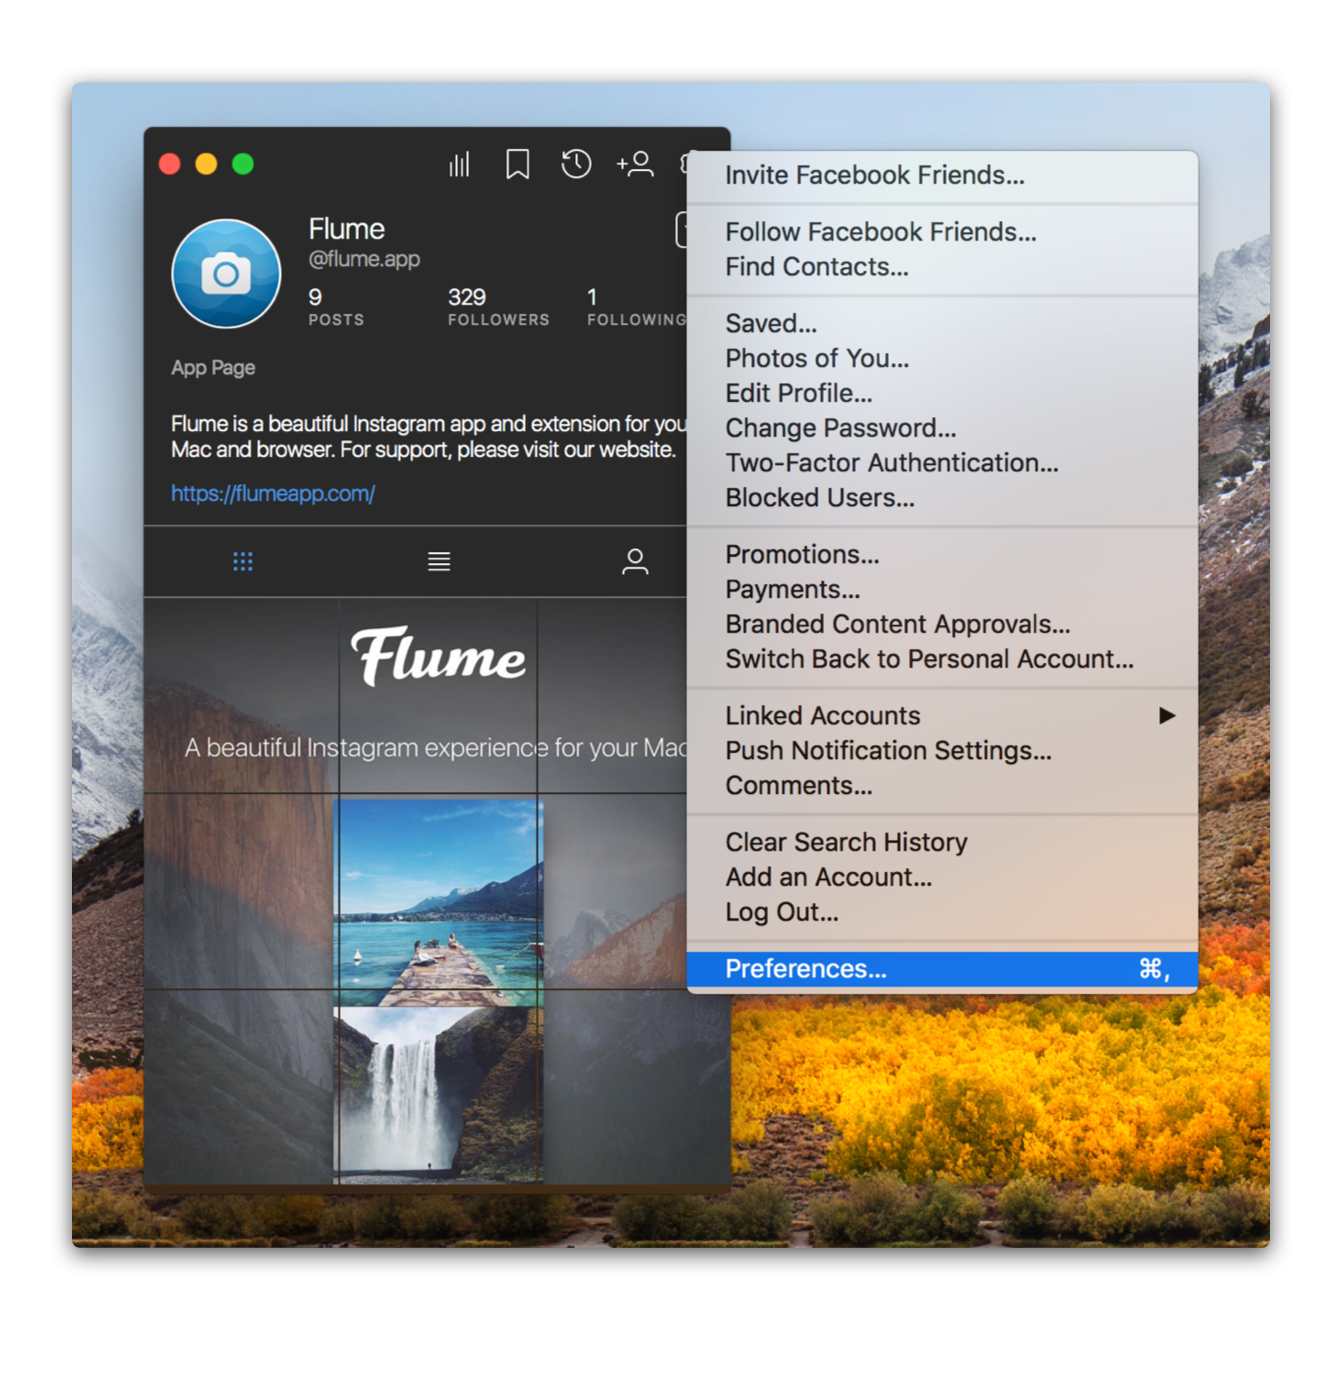 Flume
@flume.app
9
POSTS
329
FOLLOWERS
1
FOLLOWING
App Page
Flume is a beautiful Instagram app and extension for you
Mac and browser. For support, please visit our website.
https://flumeapp.com/
Flume
A beautiful Instagram experience for your Mac
Invite Facebook Friends...
Follow Facebook Friends...
Find Contacts...
Saved...
Photos of You...
Edit Profile...
Change Password...
Two-Factor Authentication...
Blocked Users...
Promotions...
Payments...
Branded Content Approvals...
Switch Back to Personal Account...
Linked Accounts ▶
Push Notification Settings...
Comments...
Clear Search History
Add an Account...
Log Out...
Preferences... ⌘,